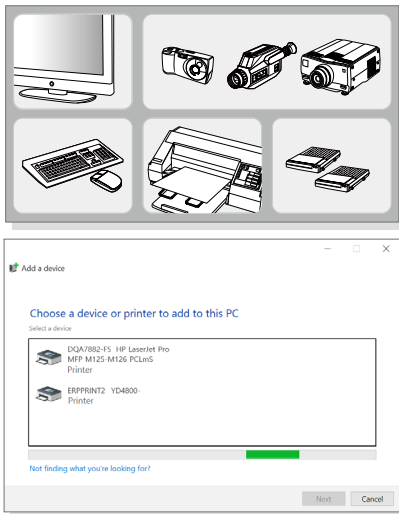 Add a device
Choose a device or printer to add to this PC
Select a device
DQA7882-F5 HP LaserJet Pro
MFP M125-M126 PCLmS
Printer
ERPPRINT2 YD4800-
Printer
Not finding what you're looking for?
Next
Cancel